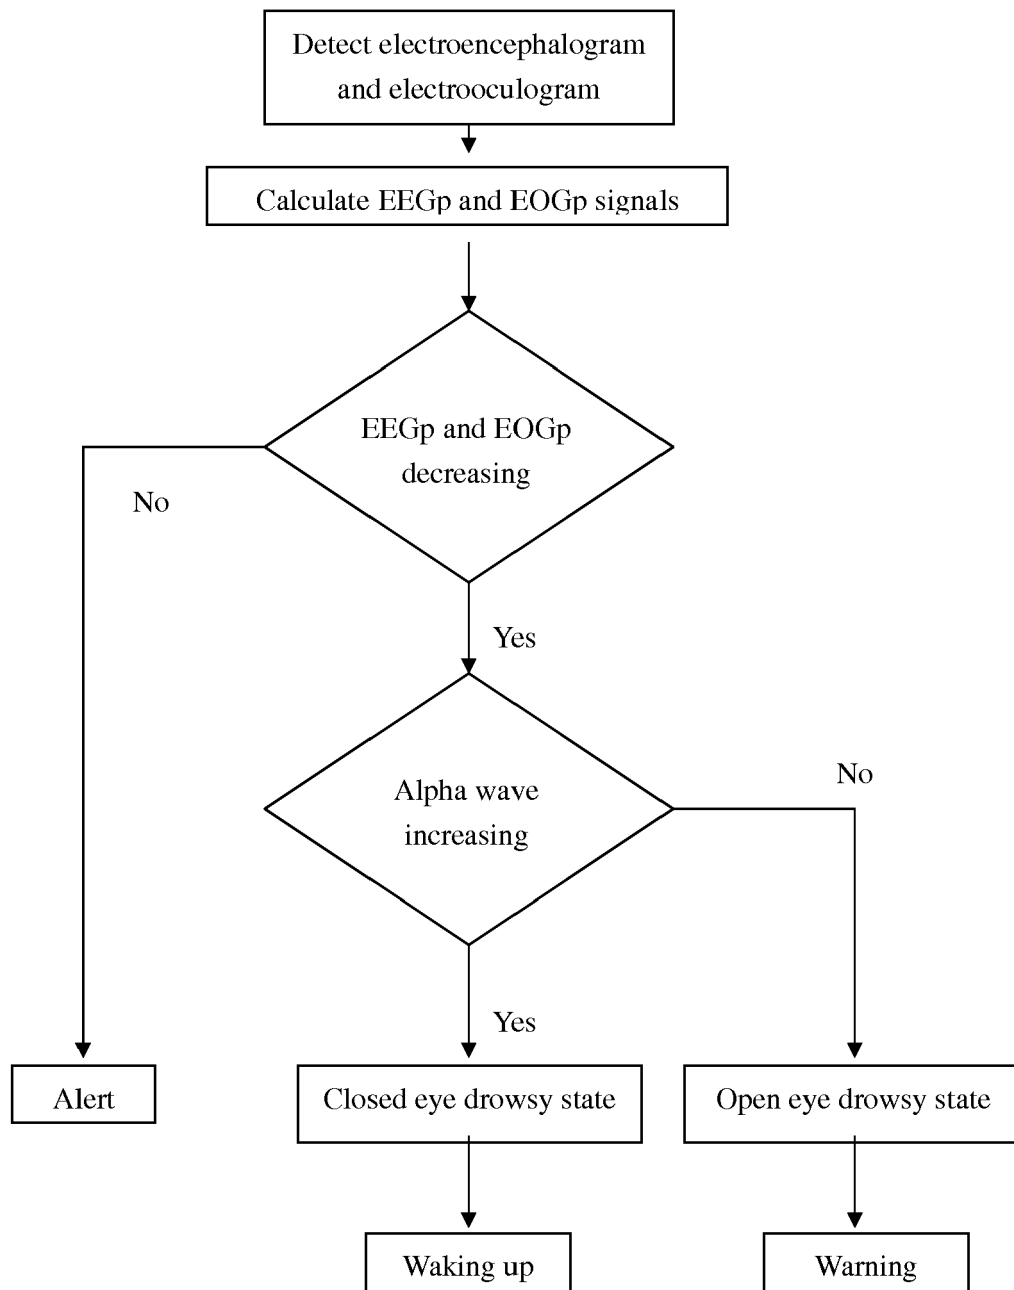 Detect electroencephalogram
and electrooculogram
Calculate EEGp and EOGp signals
EEGp and EOGp
decreasing
No
Yes
Alpha wave
increasing
No
Yes
Alert
Closed eye drowsy state
Open eye drowsy state
Waking up
Warning